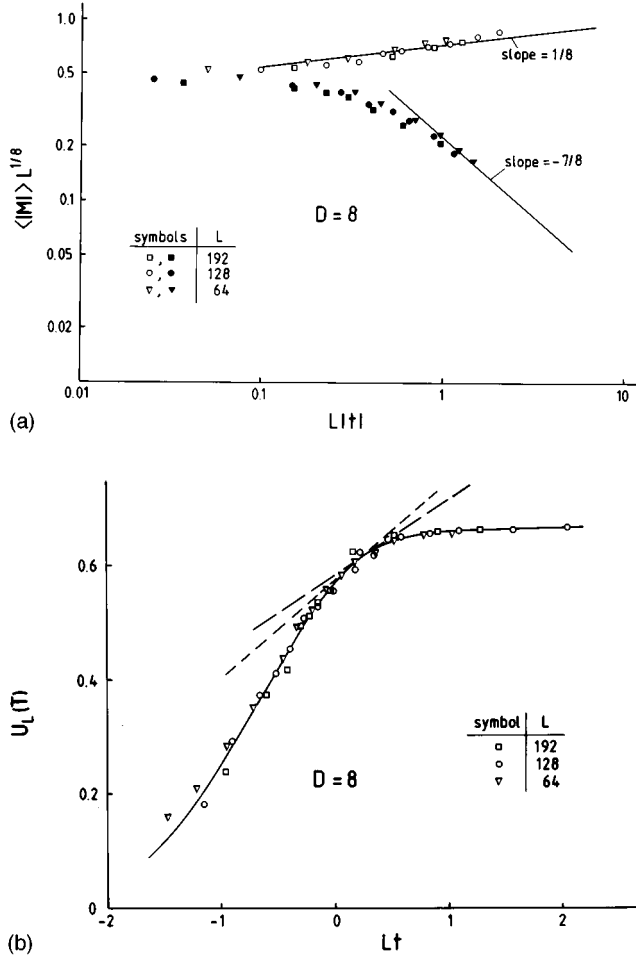 1.0
0.5
0.2
0.1
0.05
0.02
⟨|M|⟩ L^{1/8}
slope = 1/8
slope = -7/8
D = 8
symbols L
□ , ■ 192
○ , ● 128
▽ , ▼ 64
0.01 0.1 1 10
L|t|
(a)
0.6
0.4
0.2
0
U_L(T)
symbol L
□ 192
○ 128
▽ 64
D = 8
-2 -1 0 1 2
Lt
(b)